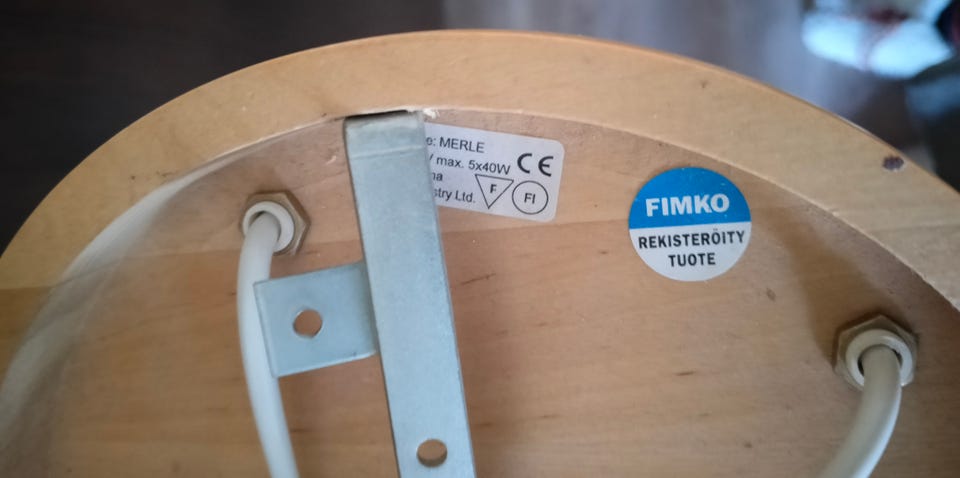 e: MERLE
V max. 5x40W
na
stry Ltd.
CE
F
FI
FIMKO
REKISTERÖITY
TUOTE